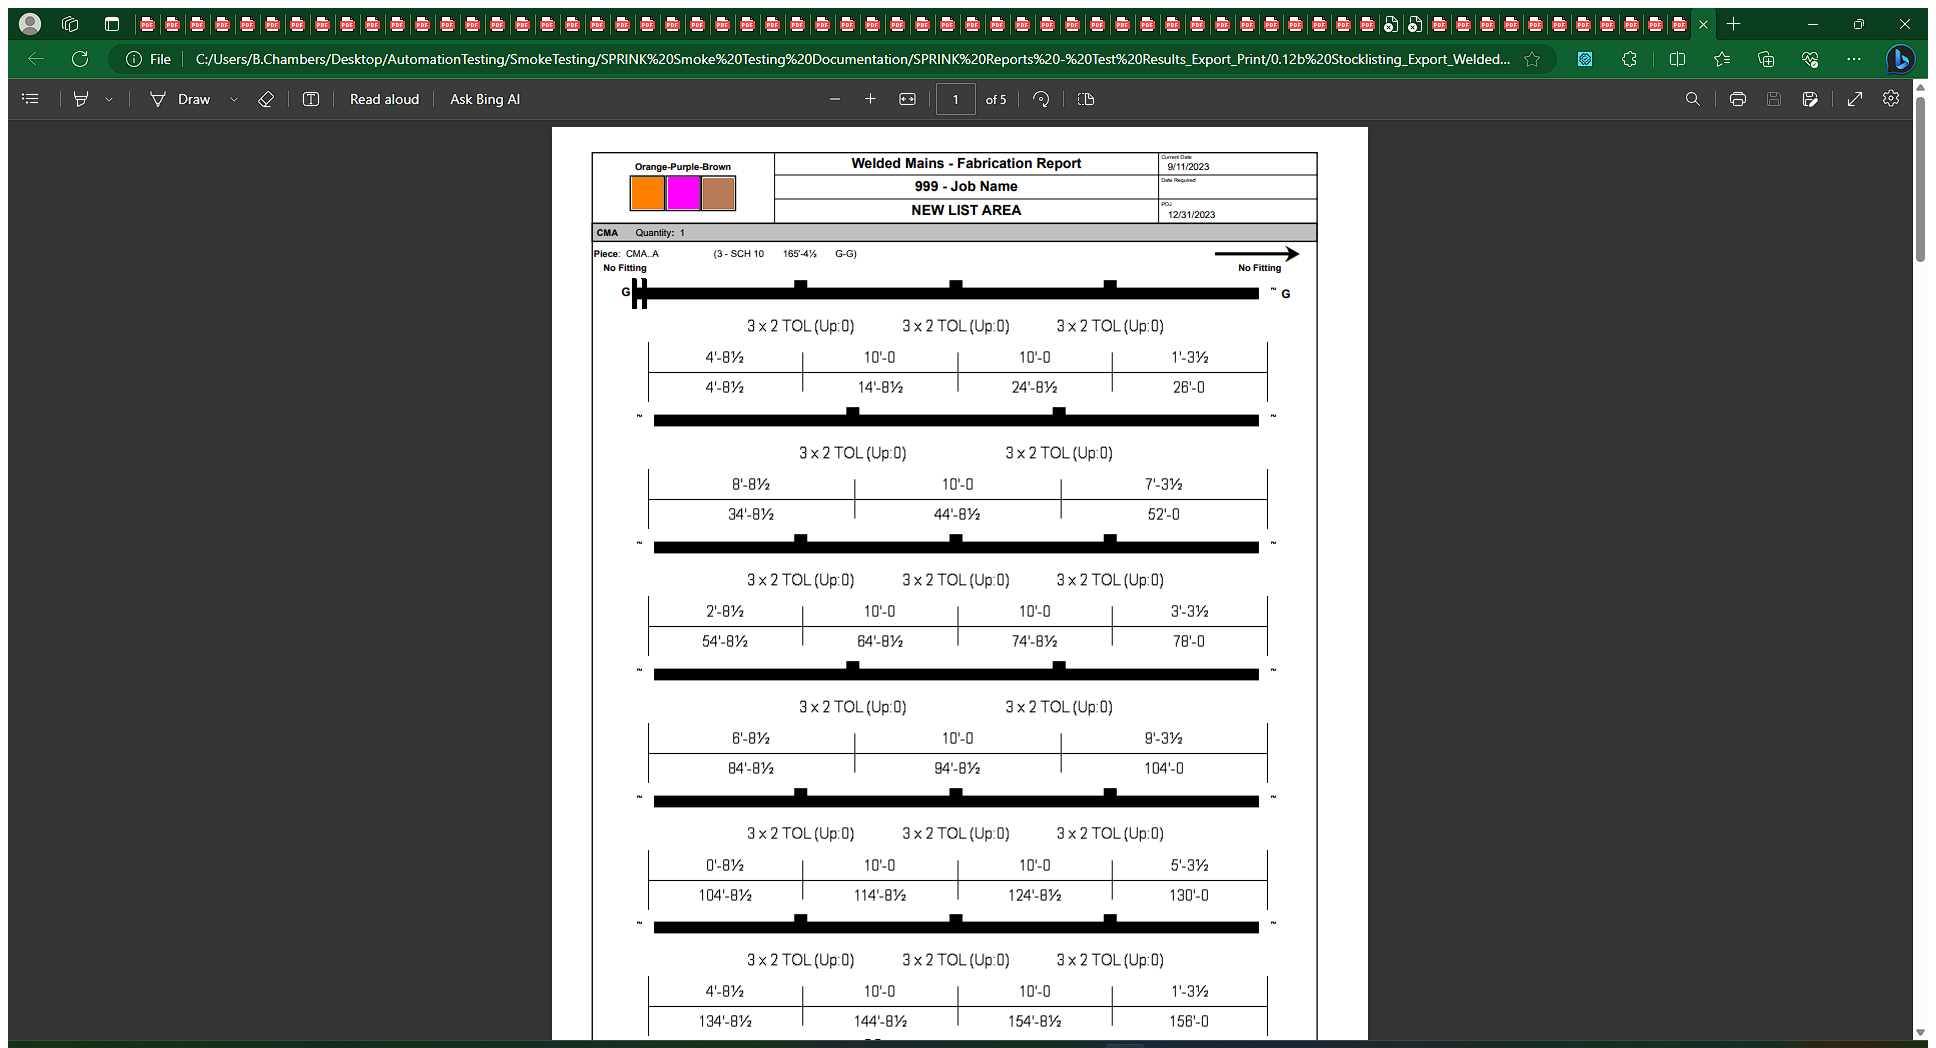 File C:/Users/B.Chambers/Desktop/AutomationTesting/SmokeTesting/SPRINK%20Smoke%20Testing%20Documentation/SPRINK%20Reports%20-%20Test%20Results_Export_Print/0.12b%20Stocklisting_Export_Welded...
Draw Read aloud Ask Bing AI 1 of 5
Orange-Purple-Brown
Welded Mains - Fabrication Report
999 - Job Name
NEW LIST AREA
Current Date
9/11/2023
Date Required
PDJ
12/31/2023
CMA Quantity: 1
Piece: CMA..A (3 - SCH 10 165'-4½ G-G)
No Fitting No Fitting
G ~ G
3 x 2 TOL (Up:0) 3 x 2 TOL (Up:0) 3 x 2 TOL (Up:0)
4'-8½ 10'-0 10'-0 1'-3½
4'-8½ 14'-8½ 24'-8½ 26'-0
~ ~
3 x 2 TOL (Up:0) 3 x 2 TOL (Up:0)
8'-8½ 10'-0 7'-3½
34'-8½ 44'-8½ 52'-0
~ ~
3 x 2 TOL (Up:0) 3 x 2 TOL (Up:0) 3 x 2 TOL (Up:0)
2'-8½ 10'-0 10'-0 3'-3½
54'-8½ 64'-8½ 74'-8½ 78'-0
~ ~
3 x 2 TOL (Up:0) 3 x 2 TOL (Up:0)
6'-8½ 10'-0 9'-3½
84'-8½ 94'-8½ 104'-0
~ ~
3 x 2 TOL (Up:0) 3 x 2 TOL (Up:0) 3 x 2 TOL (Up:0)
0'-8½ 10'-0 10'-0 5'-3½
104'-8½ 114'-8½ 124'-8½ 130'-0
~ ~
3 x 2 TOL (Up:0) 3 x 2 TOL (Up:0) 3 x 2 TOL (Up:0)
4'-8½ 10'-0 10'-0 1'-3½
134'-8½ 144'-8½ 154'-8½ 156'-0